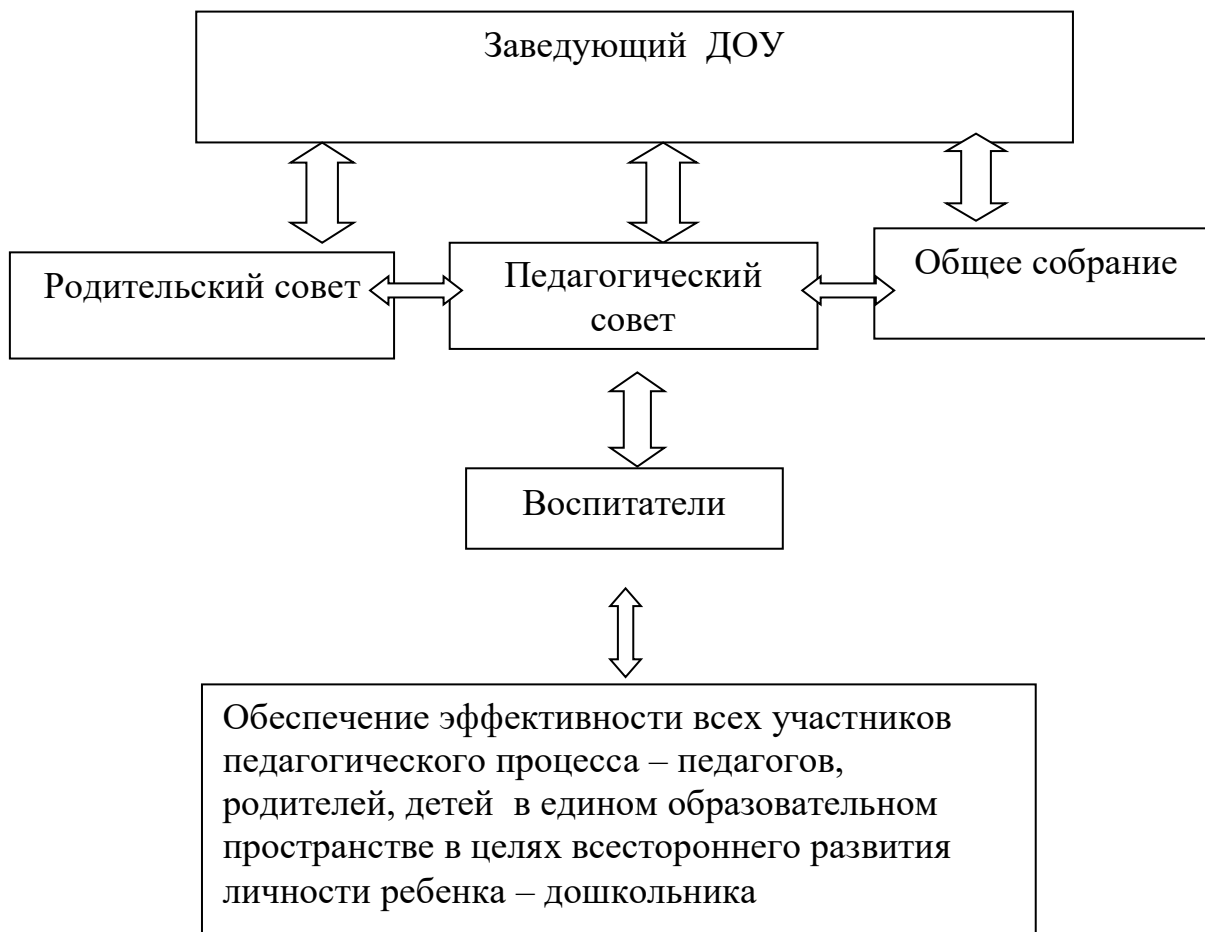 Заведующий ДОУ
Родительский совет
Педагогический
совет
Общее собрание
Воспитатели
Обеспечение эффективности всех участников
педагогического процесса – педагогов,
родителей, детей в едином образовательном
пространстве в целях всестороннего развития
личности ребенка – дошкольника